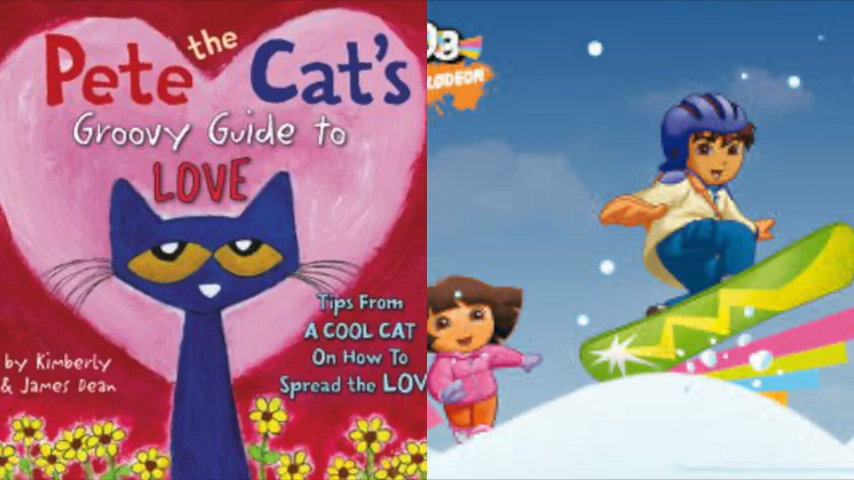 Pete the Cat's
Groovy Guide to
LOVE
Tips From
A COOL CAT
On How To
Spread the LOV
by Kimberly
& James Dean